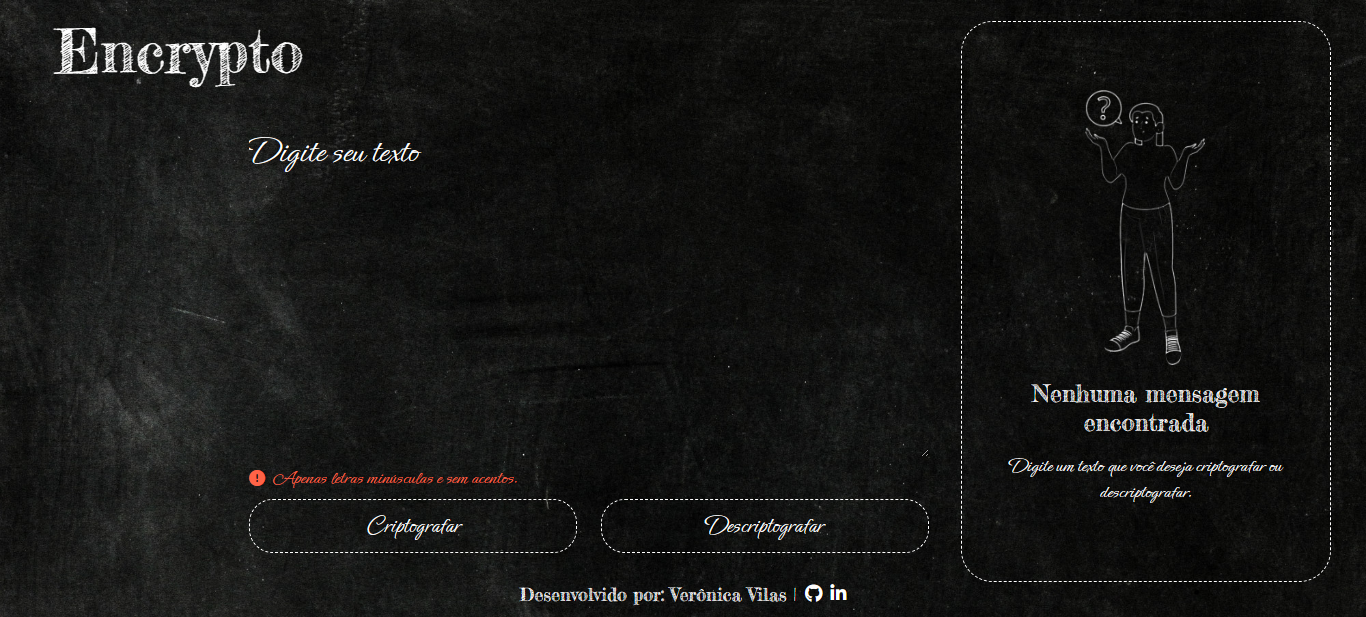 Encrypto
Digite seu texto
Apenas letras minúsculas e sem acentos.
Criptografar
Descriptografar
?
Nenhuma mensagem
encontrada
Digite um texto que você deseja criptografar ou
descriptografar.
Desenvolvido por: Verônica Vilas | in